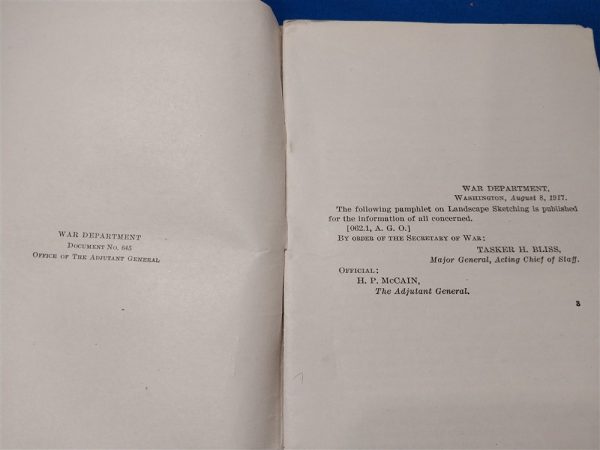 WAR DEPARTMENT
DOCUMENT No. 645
OFFICE OF THE ADJUTANT GENERAL
WAR DEPARTMENT,
WASHINGTON, August 8, 1917.
The following pamphlet on Landscape Sketching is published
for the information of all concerned.
[062.1, A. G. O.]
BY ORDER OF THE SECRETARY OF WAR:
TASKER H. BLISS,
Major General, Acting Chief of Staff.
OFFICIAL:
H. P. McCAIN,
The Adjutant General.
3